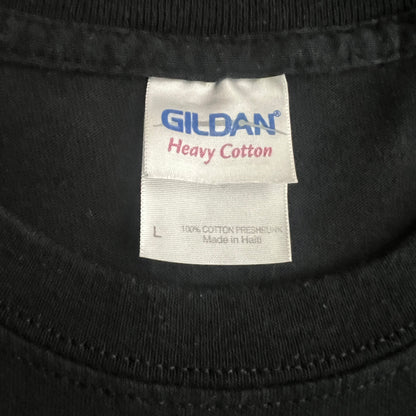 GILDAN®
Heavy Cotton
L
100% COTTON PRESHRUNK
Made in Haiti